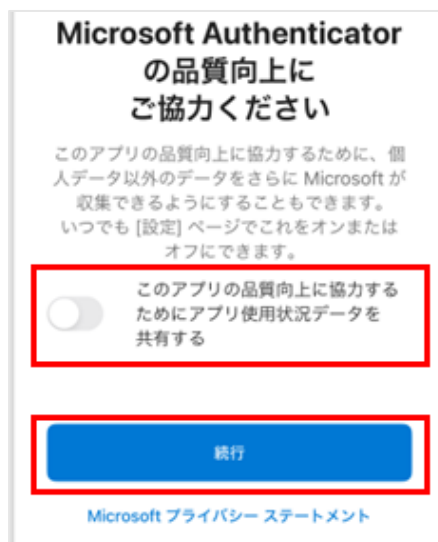 Microsoft Authenticator
の品質向上に
ご協力ください
このアプリの品質向上に協力するために、個
人データ以外のデータをさらに Microsoft が
収集できるようにすることもできます。
いつでも [設定] ページでこれをオンまたは
オフにできます。
このアプリの品質向上に協力する
ためにアプリ使用状況データを
共有する
続行
Microsoft プライバシー ステートメント